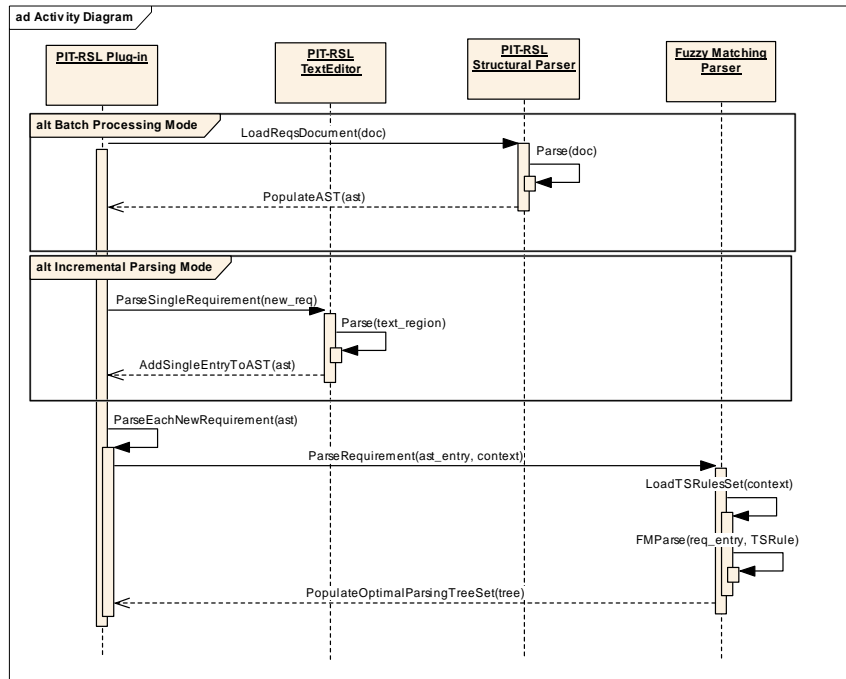 ad Activity Diagram
PIT-RSL Plug-in
PIT-RSL
TextEditor
PIT-RSL
Structural Parser
Fuzzy Matching
Parser
alt Batch Processing Mode
LoadReqsDocument(doc)
Parse(doc)
PopulateAST(ast)
alt Incremental Parsing Mode
ParseSingleRequirement(new_req)
Parse(text_region)
AddSingleEntryToAST(ast)
ParseEachNewRequirement(ast)
ParseRequirement(ast_entry, context)
LoadTSRulesSet(context)
FMParse(req_entry, TSRule)
PopulateOptimalParsingTreeSet(tree)